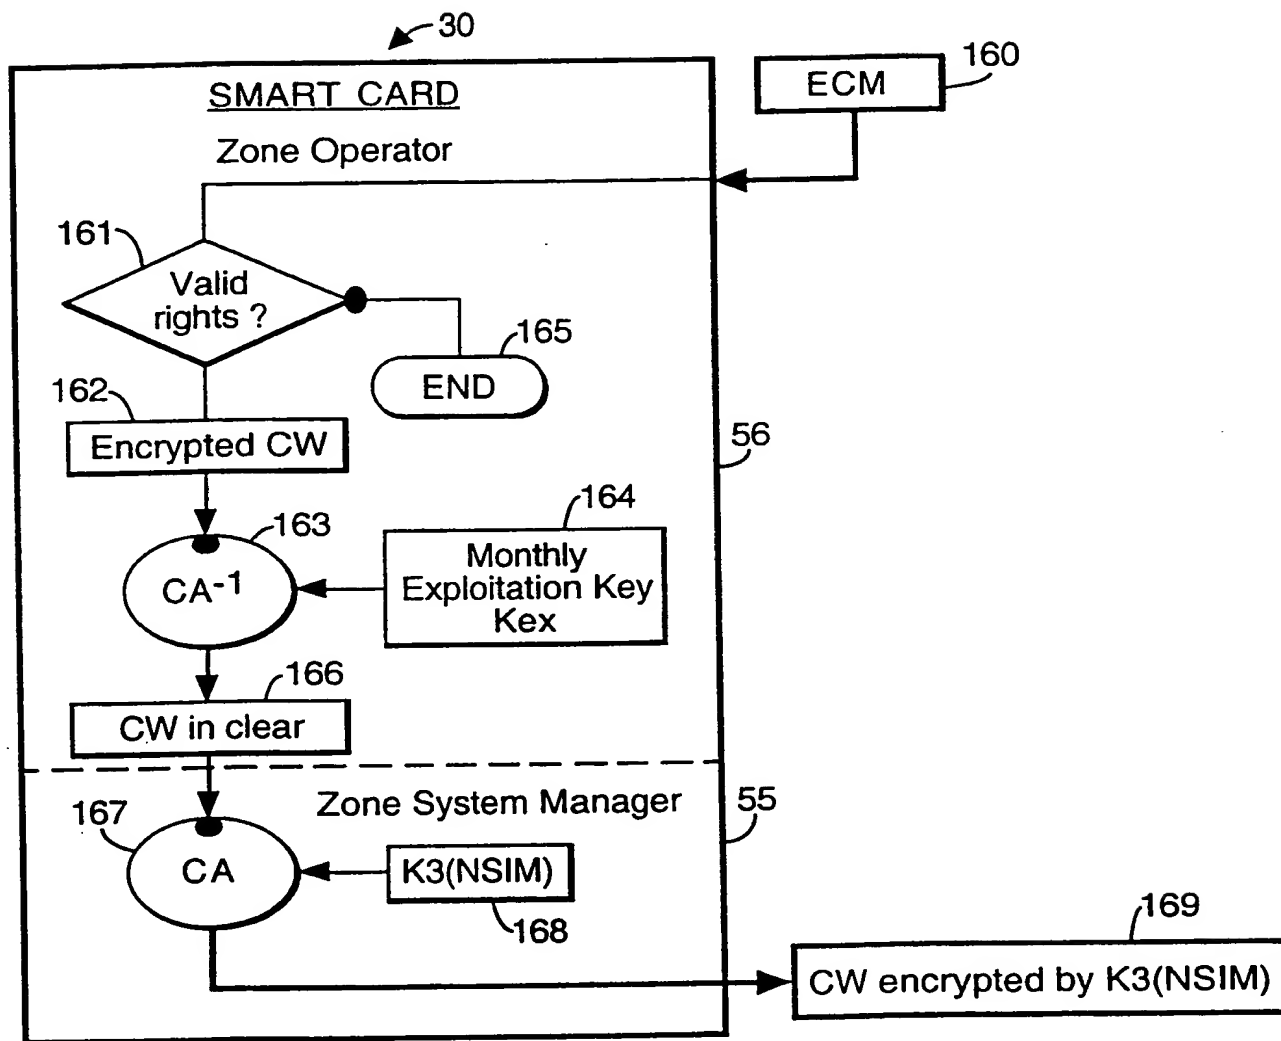 30
SMART CARD
ECM
160
Zone Operator
161
Valid
rights ?
165
END
162
Encrypted CW
56
163
164
CA-1
Monthly
Exploitation Key
Kex
166
CW in clear
Zone System Manager
55
167
CA
K3(NSIM)
168
169
CW encrypted by K3(NSIM)